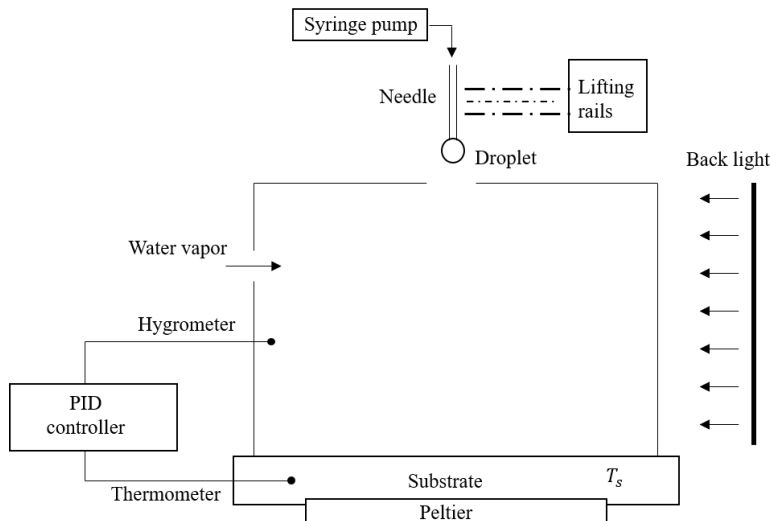 Syringe pump
Needle
Lifting
rails
Droplet
Back light
Water vapor
Hygrometer
PID
controller
Thermometer
Substrate
T_s
Peltier